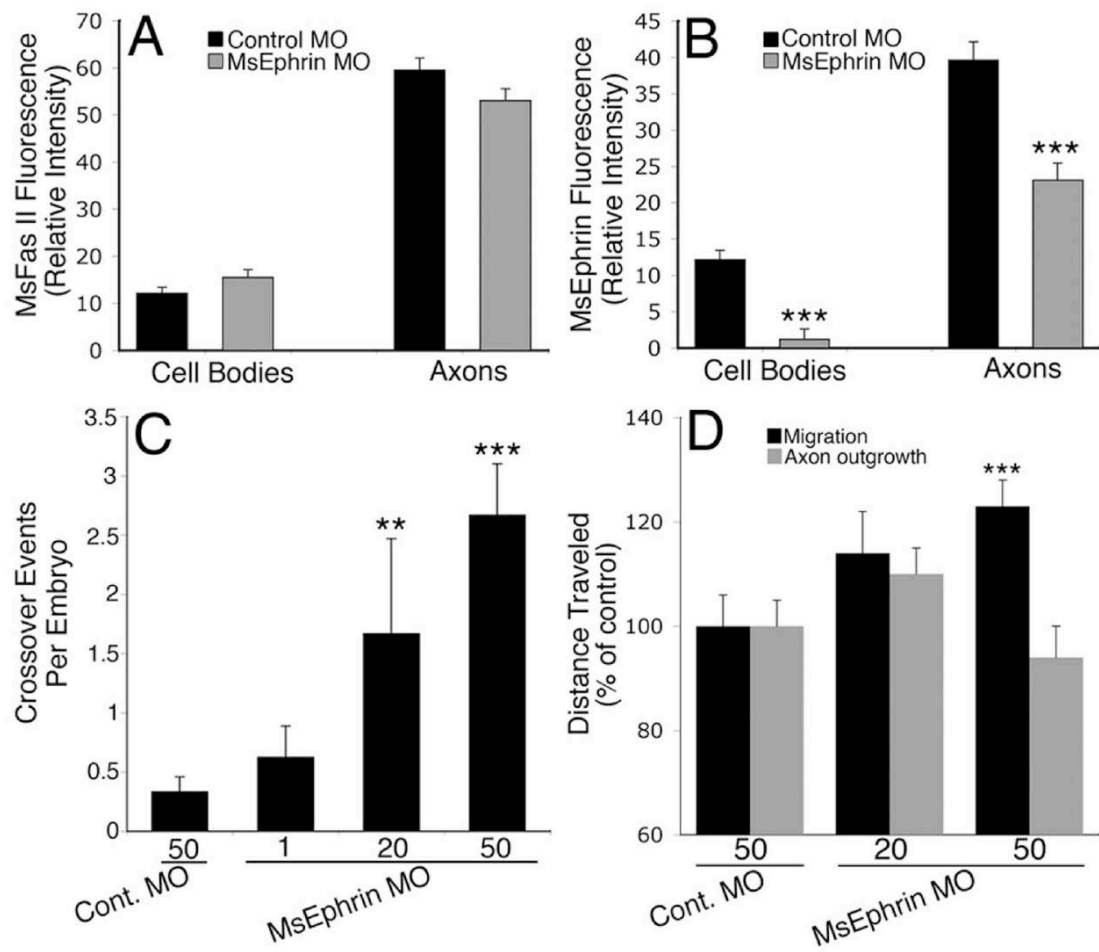 A
Control MO
MsEphrin MO
MsFas II Fluorescence
(Relative Intensity)
70
60
50
40
30
20
10
0
Cell Bodies
Axons
B
Control MO
MsEphrin MO
MsEphrin Fluorescence
(Relative Intensity)
45
40
35
30
25
20
15
10
5
0
***
***
Cell Bodies
Axons
C
Crossover Events
Per Embryo
3.5
3
2.5
2
1.5
1
0.5
0
**
***
50
1
20
50
Cont. MO
MsEphrin MO
D
Migration
Axon outgrowth
Distance Traveled
(% of control)
140
120
100
80
60
***
50
20
50
Cont. MO
MsEphrin MO